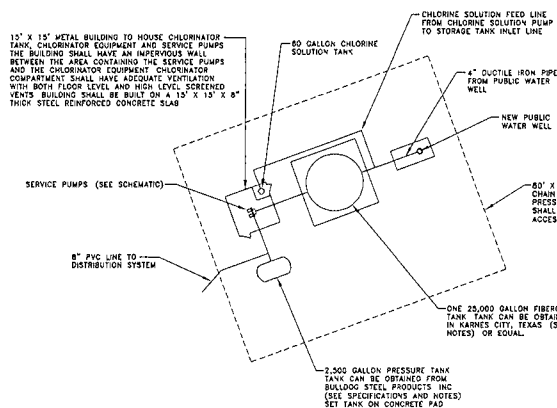 15' X 15' METAL BUILDING TO HOUSE CHLORINATOR
TANK, CHLORINATOR EQUIPMENT AND SERVICE PUMPS
THE BUILDING SHALL HAVE AN IMPERVIOUS WALL
BETWEEN THE AREA CONTAINING THE SERVICE PUMPS
AND THE CHLORINATOR EQUIPMENT CHLORINATOR
COMPARTMENT SHALL HAVE ADEQUATE VENTILATION
WITH BOTH FLOOR LEVEL AND HIGH LEVEL SCREENED
VENTS BUILDING SHALL BE BUILT ON A 15' X 15' X 8"
THICK STEEL REINFORCED CONCRETE SLAB
60 GALLON CHLORINE
SOLUTION TANK
CHLORINE SOLUTION FEED LINE
FROM CHLORINE SOLUTION PUMP
TO STORAGE TANK INLET LINE
4" DUCTILE IRON PIPE
FROM PUBLIC WATER
WELL
NEW PUBLIC
WATER WELL
SERVICE PUMPS (SEE SCHEMATIC)
80' X
CHAIN
PRESS
SHALL
ACCES
8" PVC LINE TO
DISTRIBUTION SYSTEM
ONE 25,000 GALLON FIBERG
TANK TANK CAN BE OBTAI
IN KARNES CITY, TEXAS (S
NOTES) OR EQUAL
2,500 GALLON PRESSURE TANK
TANK CAN BE OBTAINED FROM
BULLDOG STEEL PRODUCTS INC
(SEE SPECIFICATIONS AND NOTES)
SET TANK ON CONCRETE PAD